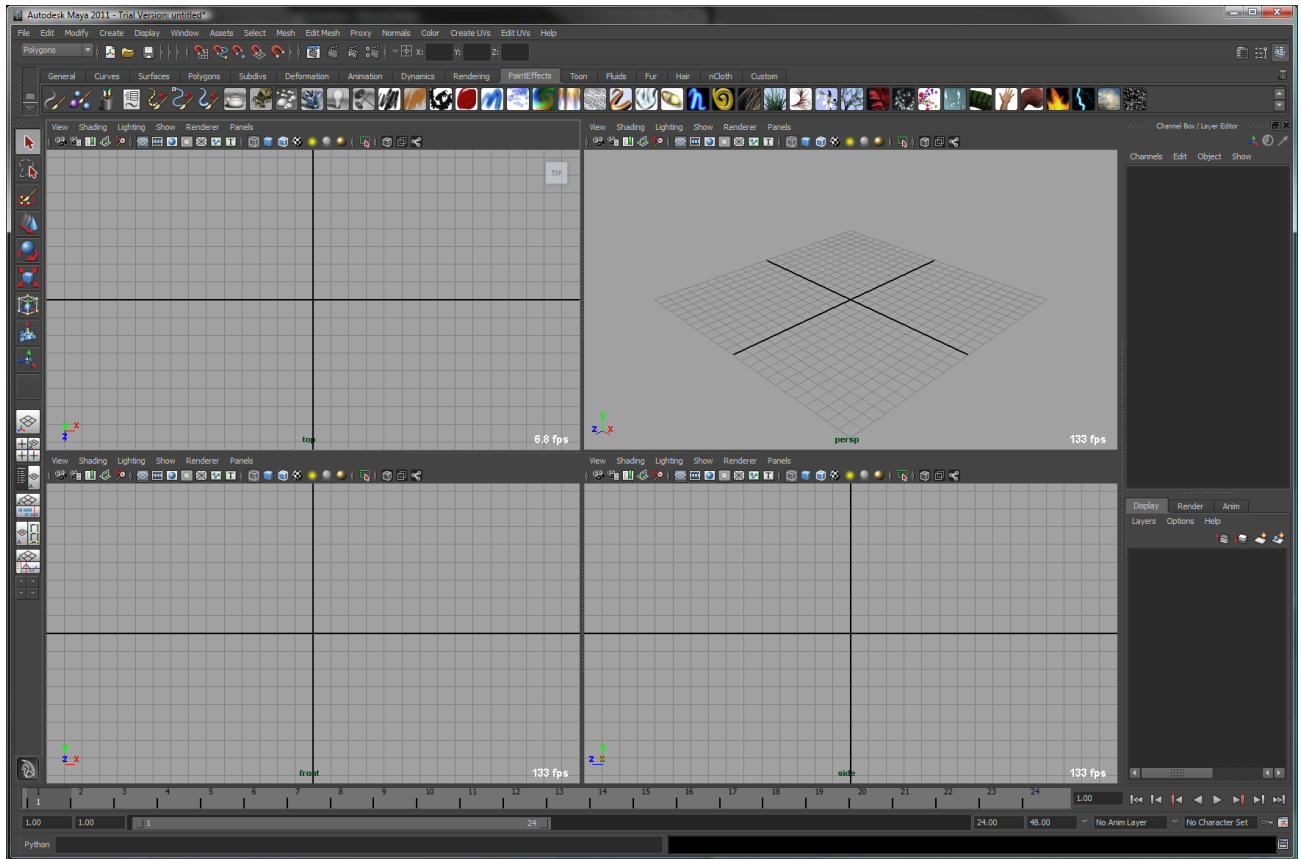 Autodesk Maya 2011 - Trial Version: untitled*
File Edit Modify Create Display Window Assets Select Mesh Edit Mesh Proxy Normals Color Create UVs Edit UVs Help
Polygons X: Y: Z:
General Curves Surfaces Polygons Subdivs Deformation Animation Dynamics Rendering PaintEffects Toon Fluids Fur Hair nCloth Custom
View Shading Lighting Show Renderer Panels
TOP
y x
z
top
6.8 fps
View Shading Lighting Show Renderer Panels
y
z x
persp
133 fps
Channel Box / Layer Editor
Channels Edit Object Show
View Shading Lighting Show Renderer Panels
y
z x
front
133 fps
View Shading Lighting Show Renderer Panels
y
z x
side
133 fps
Display Render Anim
Layers Options Help
1 2 3 4 5 6 7 8 9 10 11 12 13 14 15 16 17 18 19 20 21 22 23 24
1
1.00
1.00 1.00 1 24 24.00 48.00 No Anim Layer No Character Set
Python